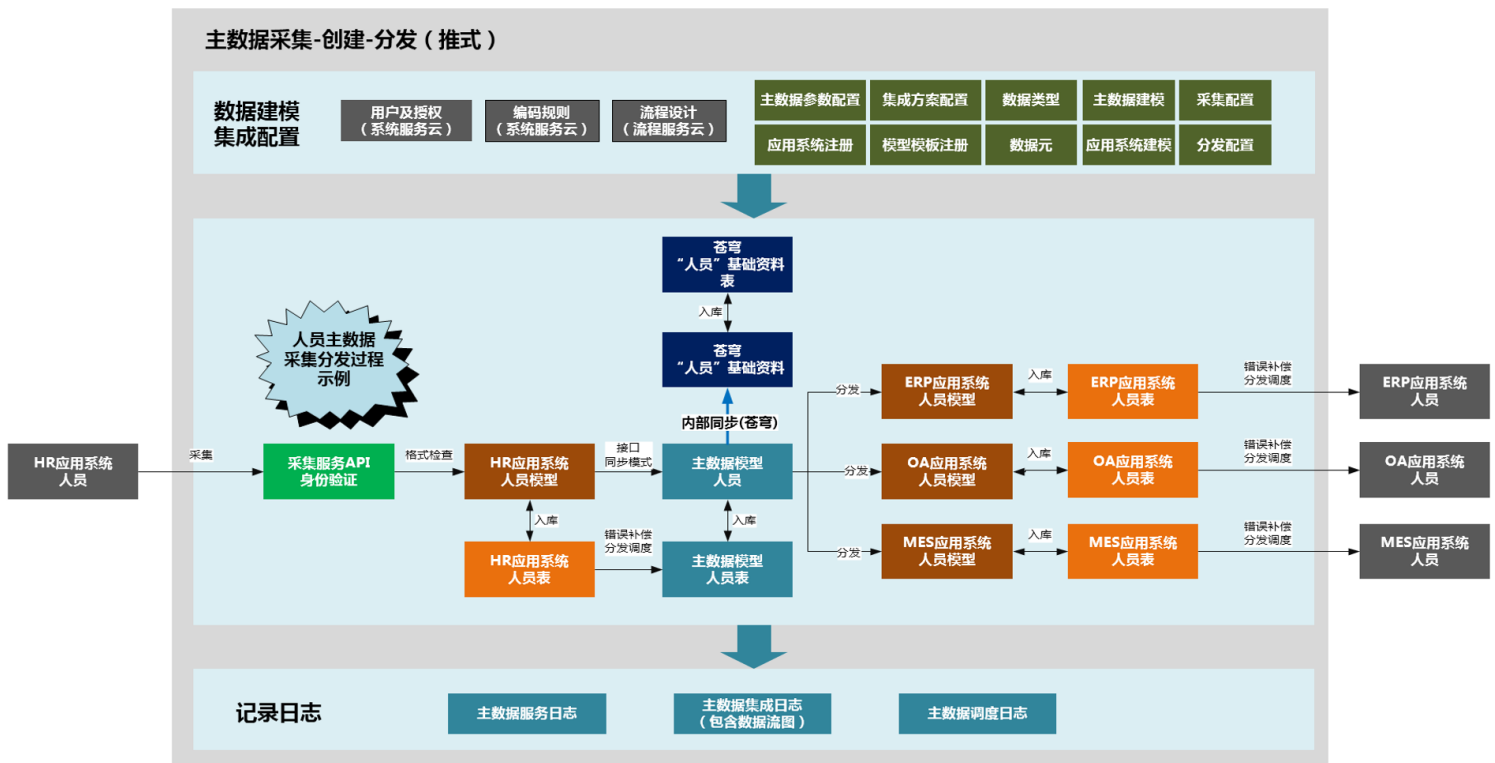 主数据采集-创建-分发（推式）
数据建模
集成配置
用户及授权
（系统服务云）
编码规则
（系统服务云）
流程设计
（流程服务云）
主数据参数配置
集成方案配置
数据类型
主数据建模
采集配置
应用系统注册
模型模板注册
数据元
应用系统建模
分发配置
苍穹
“人员”基础资料
表
入库
苍穹
“人员”基础资料
内部同步(苍穹)
人员主数据
采集分发过程
示例
HR应用系统
人员
采集
采集服务API
身份验证
格式检查
HR应用系统
人员模型
接口
同步模式
主数据模型
人员
入库
入库
HR应用系统
人员表
错误补偿
分发调度
主数据模型
人员表
分发
ERP应用系统
人员模型
入库
ERP应用系统
人员表
错误补偿
分发调度
ERP应用系统
人员
分发
OA应用系统
人员模型
入库
OA应用系统
人员表
错误补偿
分发调度
OA应用系统
人员
分发
MES应用系统
人员模型
入库
MES应用系统
人员表
错误补偿
分发调度
MES应用系统
人员
记录日志
主数据服务日志
主数据集成日志
（包含数据流图）
主数据调度日志